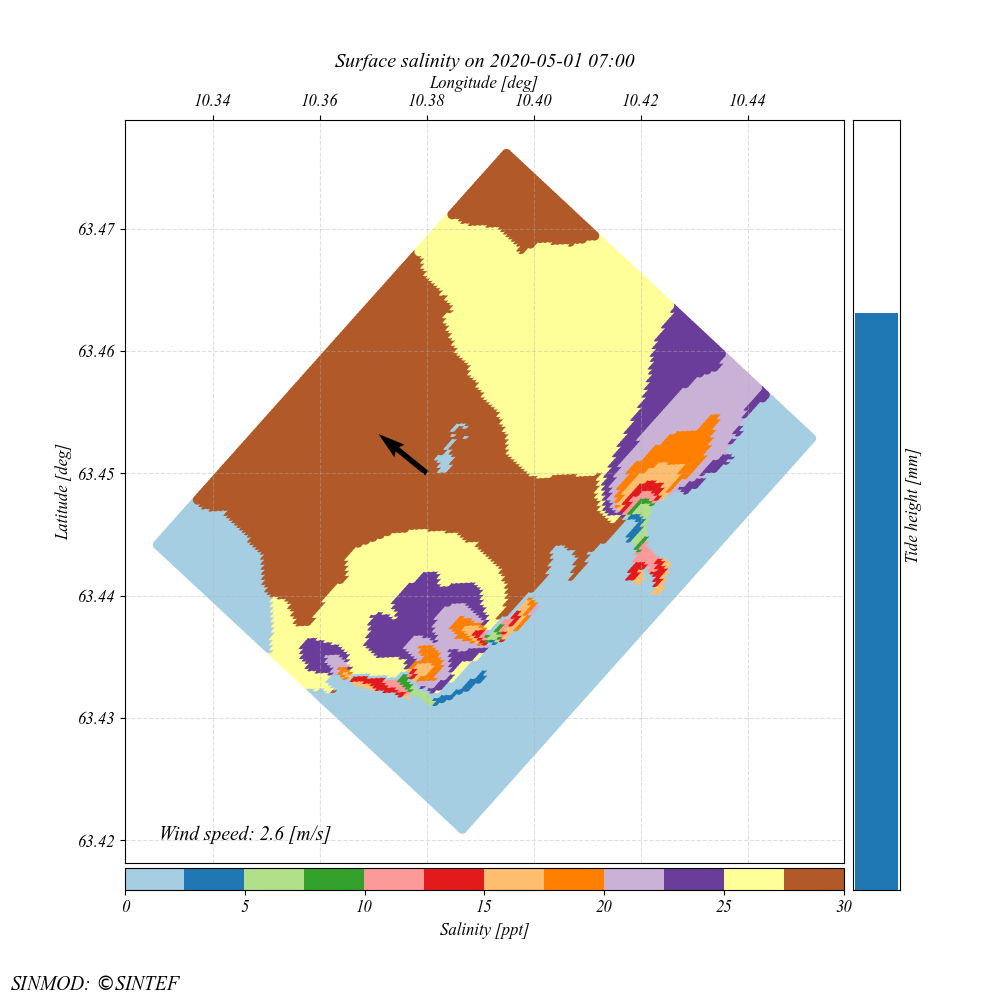 Surface salinity on 2020-05-01 07:00
Longitude [deg]
10.34 10.36 10.38 10.40 10.42 10.44
63.47
63.46
63.45
63.44
63.43
63.42
Latitude [deg]
Tide height [mm]
Wind speed: 2.6 [m/s]
0 5 10 15 20 25 30
Salinity [ppt]
SINMOD: ©SINTEF